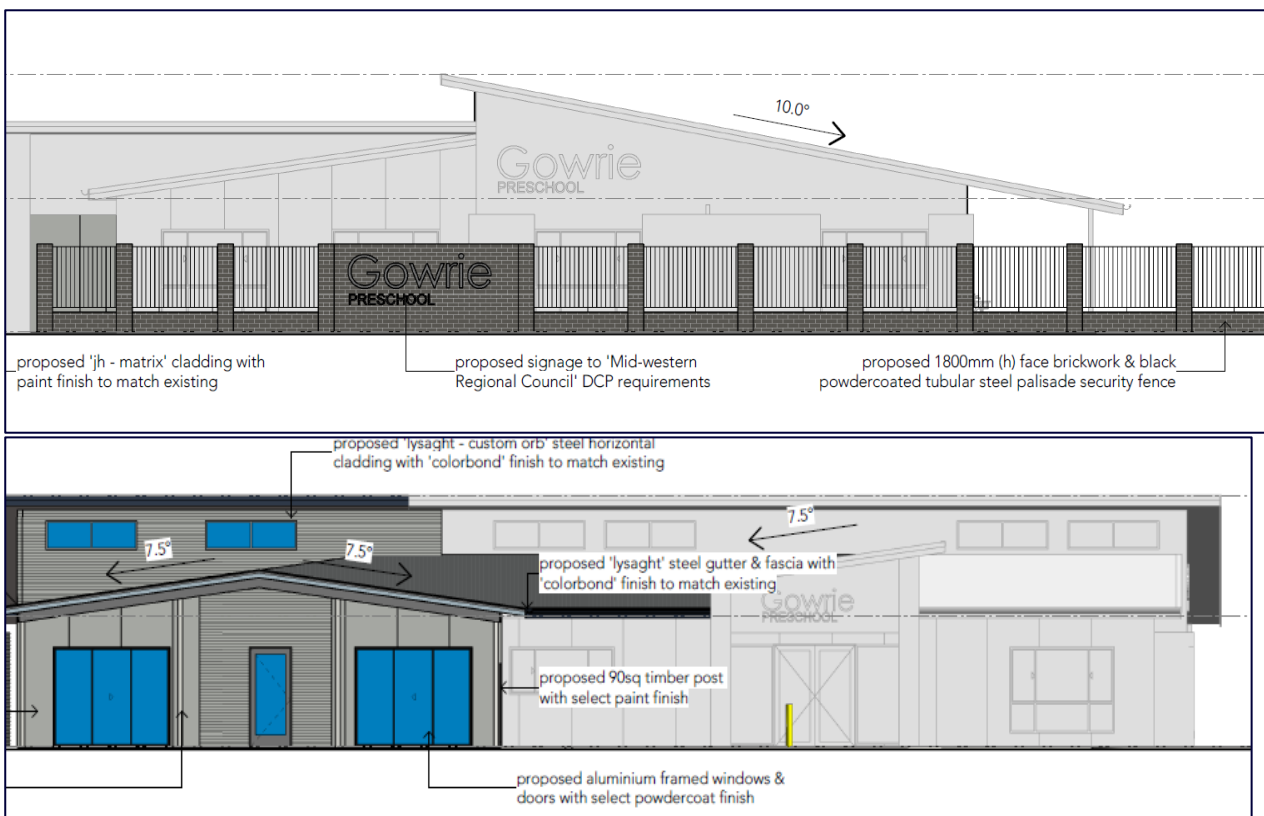 10.0°
Gowrie
PRESCHOOL
Gowrie
PRESCHOOL
proposed 'jh - matrix' cladding with
paint finish to match existing
proposed signage to 'Mid-western
Regional Council' DCP requirements
proposed 1800mm (h) face brickwork & black
powdercoated tubular steel palisade security fence
proposed 'lysaght - custom orb' steel horizontal
cladding with 'colorbond' finish to match existing
7.5°
7.5°
7.5°
proposed 'lysaght' steel gutter & fascia with
'colorbond' finish to match existing
Gowrie
PRESCHOOL
proposed 90sq timber post
with select paint finish
proposed aluminium framed windows &
doors with select powdercoat finish